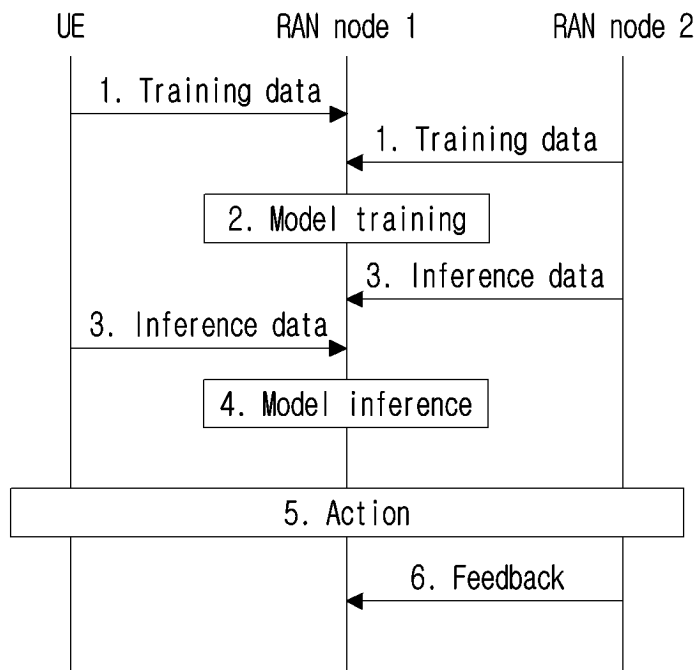 UE RAN node 1 RAN node 2
1. Training data
1. Training data
2. Model training
3. Inference data
3. Inference data
4. Model inference
5. Action
6. Feedback